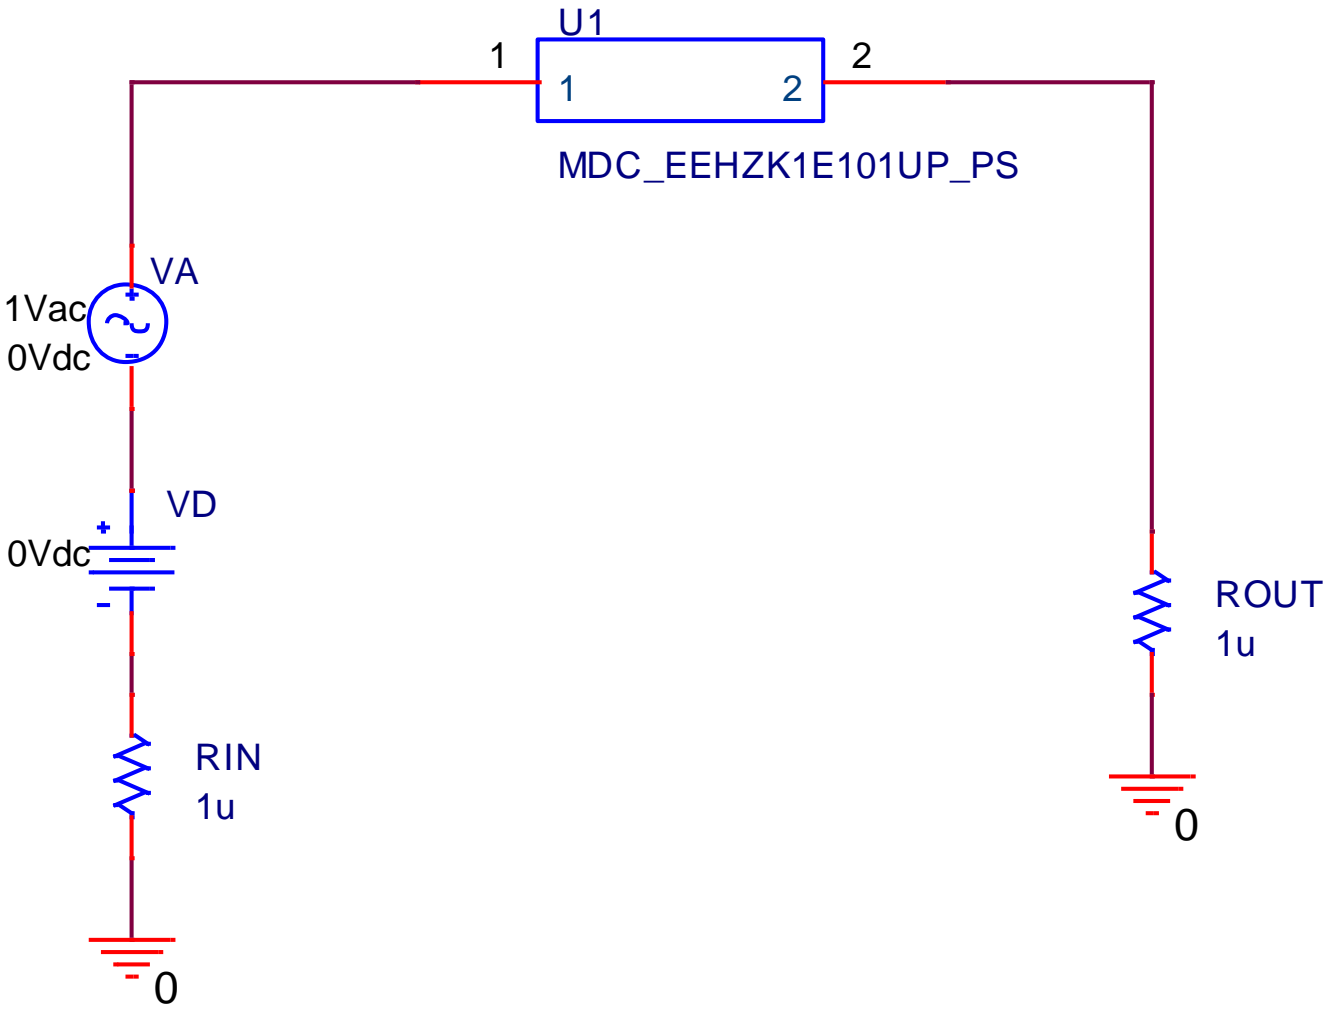 U1
1
2
1
2
MDC_EEHZK1E101UP_PS
VA
1Vac
0Vdc
VD
0Vdc
ROUT
1u
RIN
1u
0
0